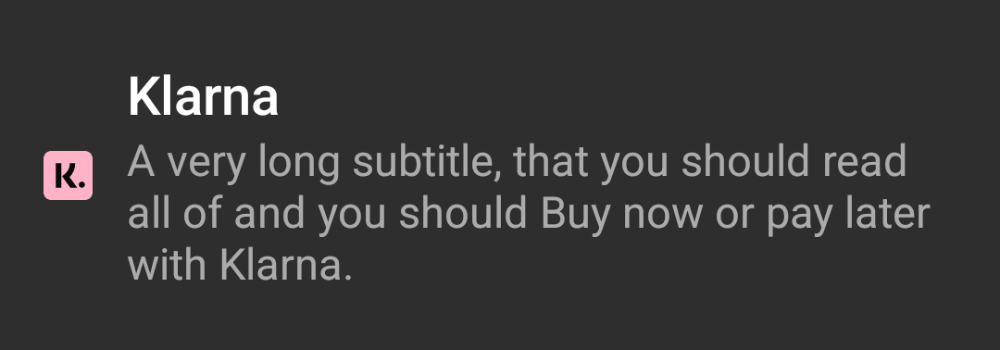 Klarna
K.
A very long subtitle, that you should read
all of and you should Buy now or pay later
with Klarna.